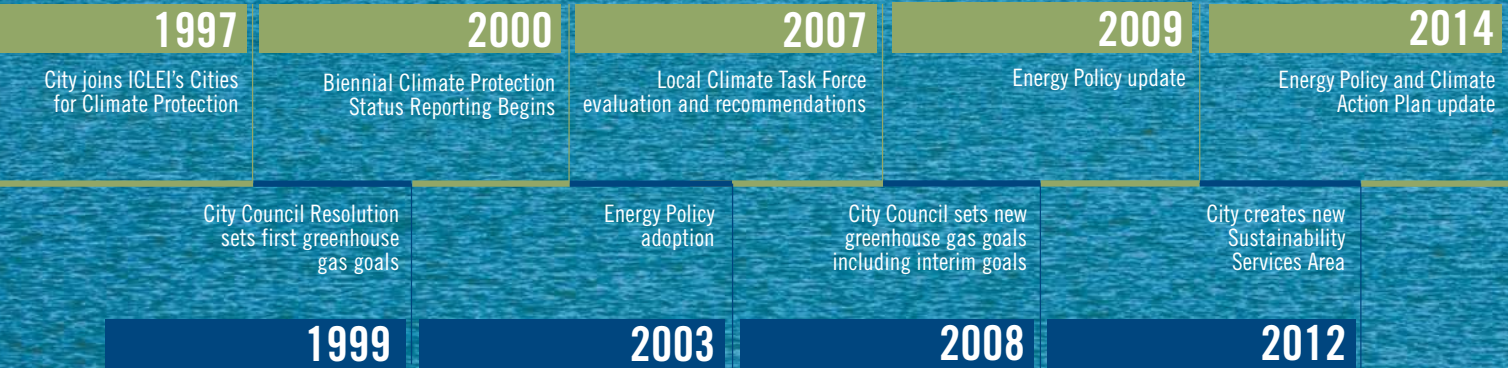 1997
City joins ICLEI's Cities
for Climate Protection
2000
Biennial Climate Protection
Status Reporting Begins
2007
Local Climate Task Force
evaluation and recommendations
2009
Energy Policy update
2014
Energy Policy and Climate
Action Plan update
City Council Resolution
sets first greenhouse
gas goals
1999
Energy Policy
adoption
2003
City Council sets new
greenhouse gas goals
including interim goals
2008
City creates new
Sustainability
Services Area
2012